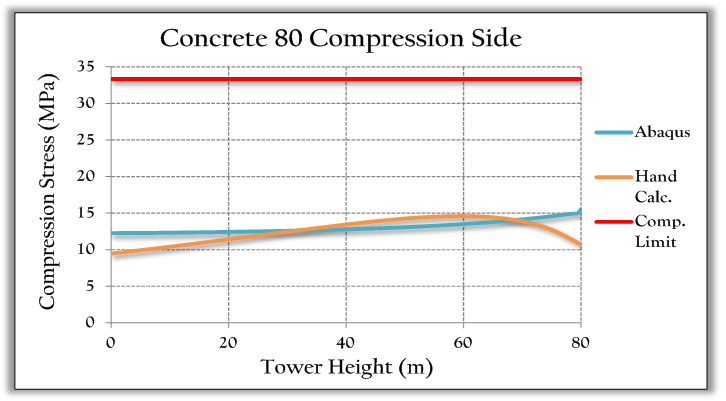 Concrete 80 Compression Side
Compression Stress (MPa)
35
30
25
20
15
10
5
0
0 20 40 60 80
Tower Height (m)
Abaqus
Hand
Calc.
Comp.
Limit